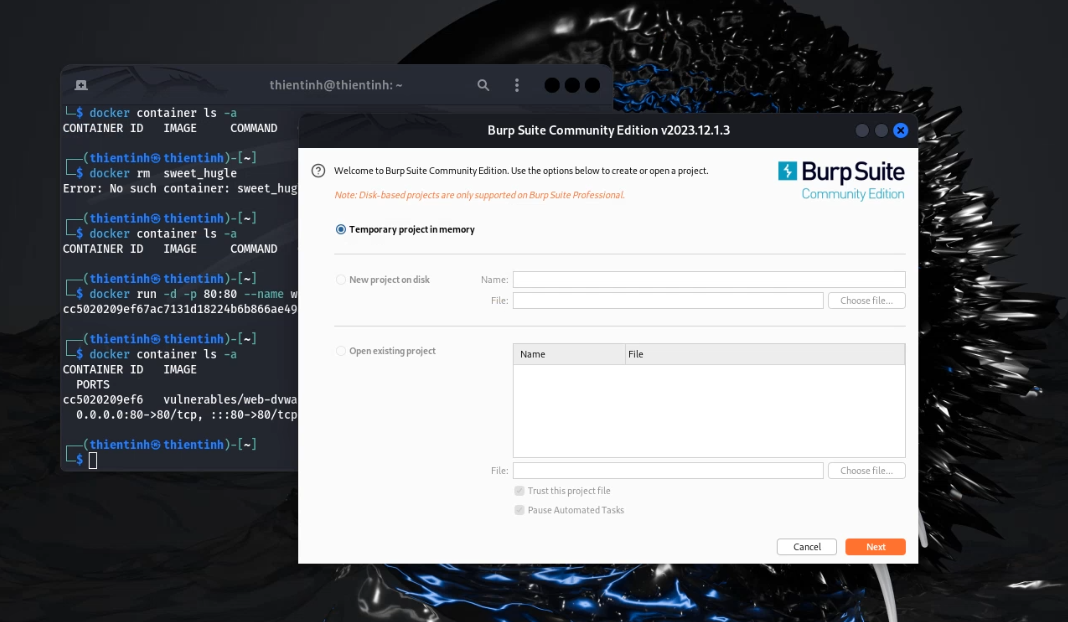 thientinh@thientinh: ~
└─$ docker container ls -a
CONTAINER ID   IMAGE     COMMAND
┌──(thientinh㉿thientinh)-[~]
└─$ docker rm  sweet_hugle
Error: No such container: sweet_hug
┌──(thientinh㉿thientinh)-[~]
└─$ docker container ls -a
CONTAINER ID   IMAGE     COMMAND
┌──(thientinh㉿thientinh)-[~]
└─$ docker run -d -p 80:80 --name w
cc5020209ef67ac7131d18224b6b866ae49
┌──(thientinh㉿thientinh)-[~]
└─$ docker container ls -a
CONTAINER ID   IMAGE
PORTS
cc5020209ef6   vulnerables/web-dvwa
0.0.0.0:80->80/tcp, :::80->80/tcp
┌──(thientinh㉿thientinh)-[~]
└─$
Burp Suite Community Edition v2023.12.1.3
Welcome to Burp Suite Community Edition. Use the options below to create or open a project.
Note: Disk-based projects are only supported on Burp Suite Professional.
Burp Suite
Community Edition
Temporary project in memory
New project on disk
Name:
File:
Choose file...
Open existing project
Name File
File:
Choose file...
Trust this project file
Pause Automated Tasks
Cancel Next